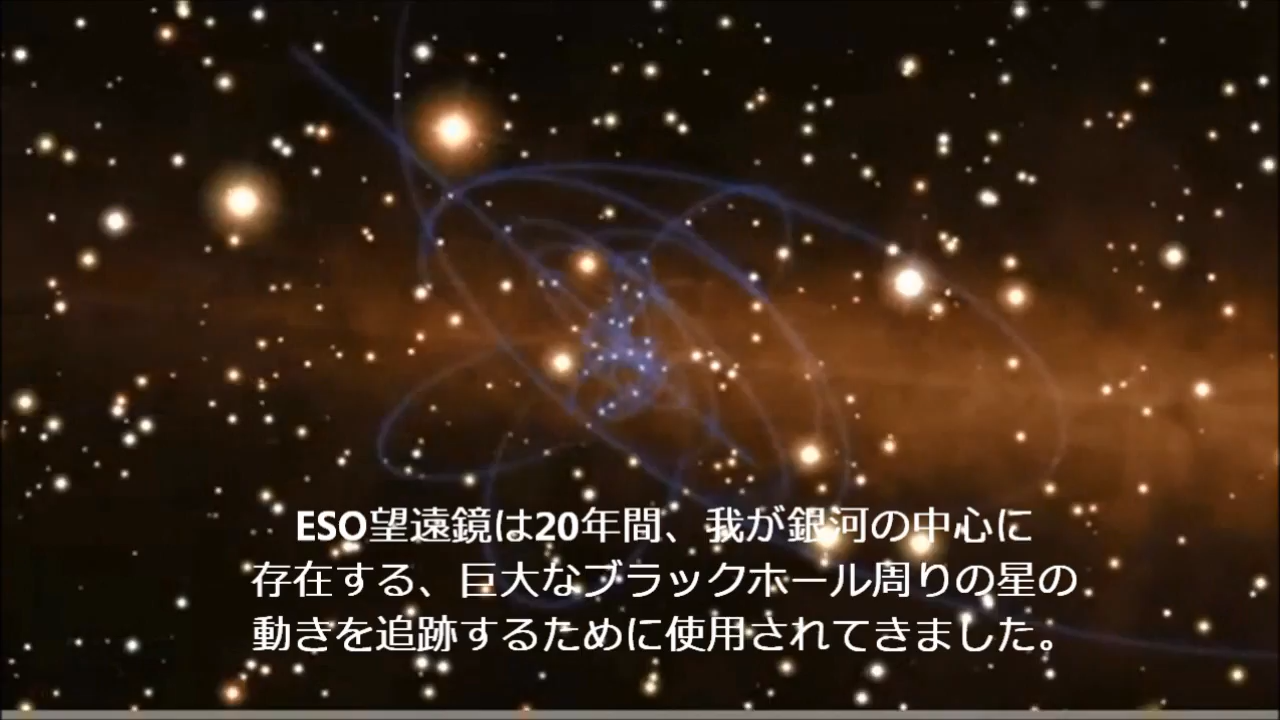 ESO望遠鏡は20年間、我が銀河の中心に
存在する、巨大なブラックホール周りの星の
動きを追跡するために使用されてきました。